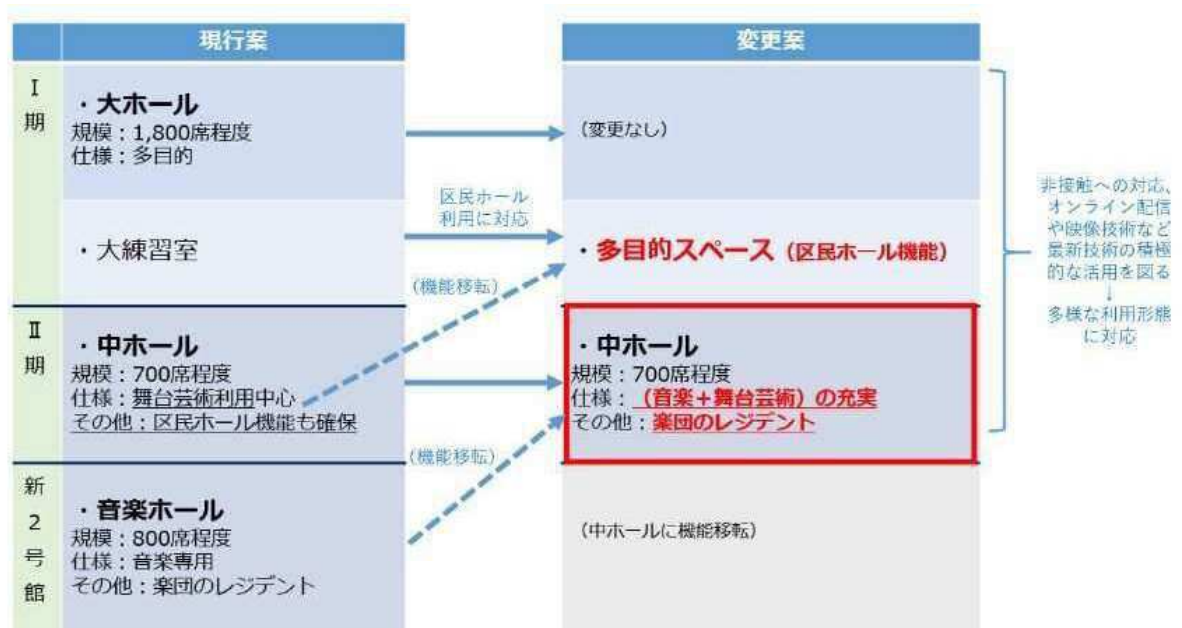 現行案
変更案
Ⅰ期
・大ホール
規模：1,800席程度
仕様：多目的
（変更なし）
区民ホール
利用に対応
・大練習室
・多目的スペース（区民ホール機能）
（機能移転）
Ⅱ期
・中ホール
規模：700席程度
仕様：舞台芸術利用中心
その他：区民ホール機能も確保
・中ホール
規模：700席程度
仕様：（音楽＋舞台芸術）の充実
その他：楽団のレジデント
（機能移転）
新2号館
・音楽ホール
規模：800席程度
仕様：音楽専用
その他：楽団のレジデント
（中ホールに機能移転）
非接触への対応、
オンライン配信
や映像技術など
最新技術の積極
的な活用を図る
↓
多様な利用形態
に対応